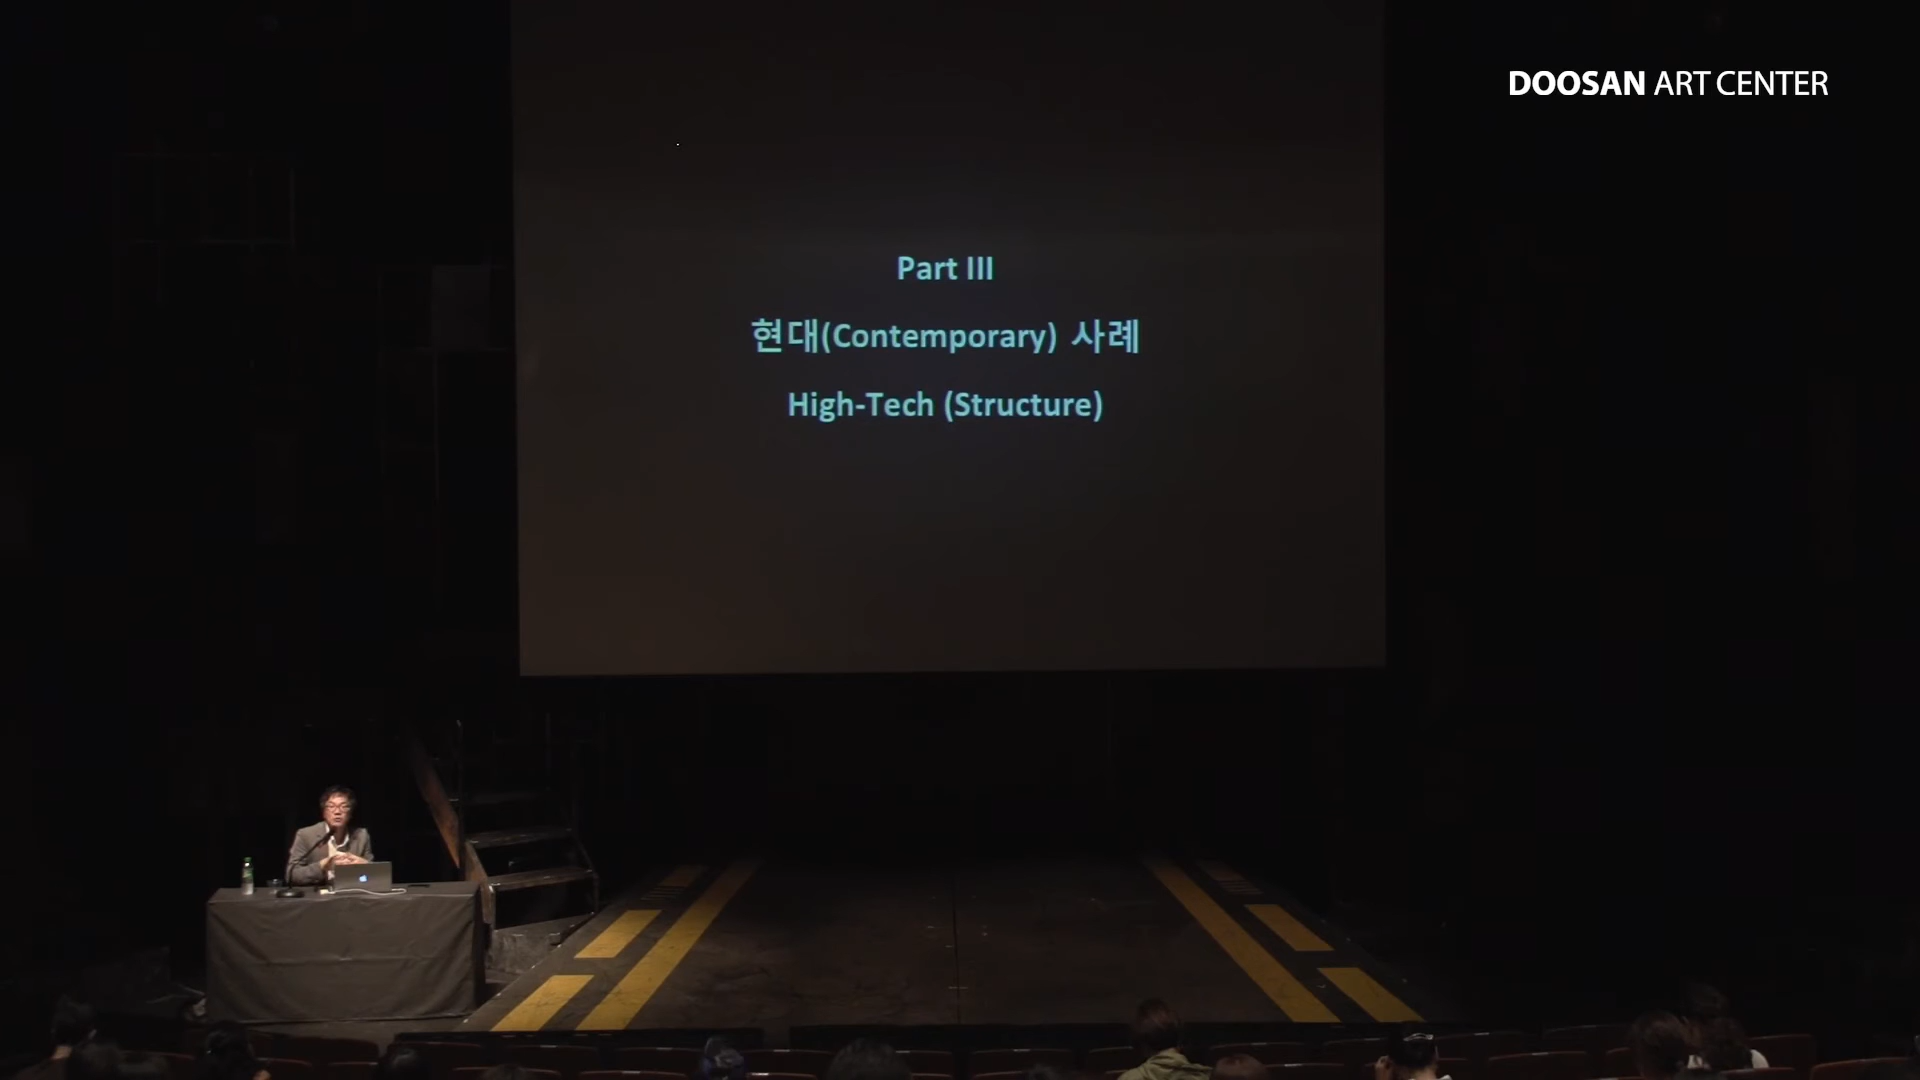 DOOSAN ART CENTER
Part III
현대(Contemporary) 사례
High-Tech (Structure)